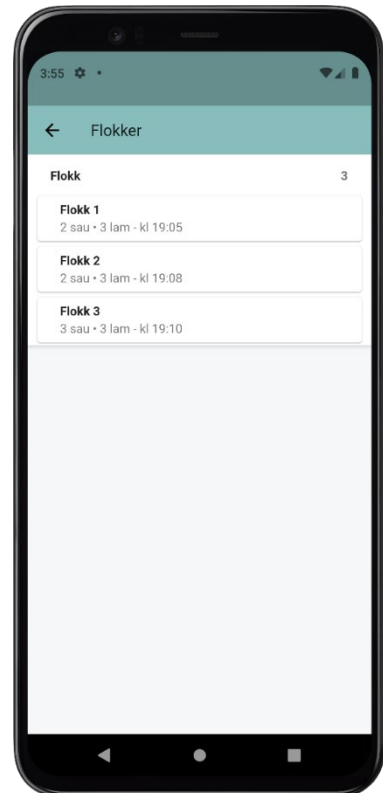 3:55
Flokker
Flokk 3
Flokk 1
2 sau • 3 lam - kl 19:05
Flokk 2
2 sau • 3 lam - kl 19:08
Flokk 3
3 sau • 3 lam - kl 19:10